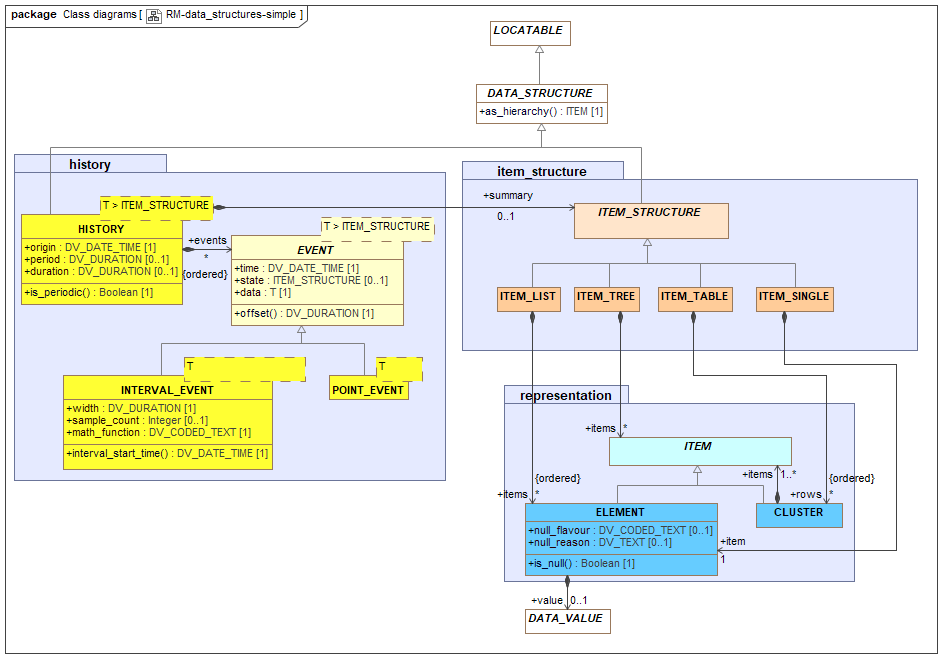 package Class diagrams [ RM-data_structures-simple ]
LOCATABLE
DATA_STRUCTURE
+as_hierarchy() : ITEM [1]
history
T > ITEM_STRUCTURE
HISTORY
+origin : DV_DATE_TIME [1]
+period : DV_DURATION [0..1]
+duration : DV_DURATION [0..1]
+is_periodic() : Boolean [1]
+events
*
{ordered}
T > ITEM_STRUCTURE
EVENT
+time : DV_DATE_TIME [1]
+state : ITEM_STRUCTURE [0..1]
+data : T [1]
+offset() : DV_DURATION [1]
T
INTERVAL_EVENT
+width : DV_DURATION [1]
+sample_count : Integer [0..1]
+math_function : DV_CODED_TEXT [1]
+interval_start_time() : DV_DATE_TIME [1]
T
POINT_EVENT
item_structure
+summary
0..1
ITEM_STRUCTURE
ITEM_LIST
ITEM_TREE
ITEM_TABLE
ITEM_SINGLE
representation
+items *
ITEM
+items 1..*
{ordered}
+items *
{ordered}
+rows *
ELEMENT
+null_flavour : DV_CODED_TEXT [0..1]
+null_reason : DV_TEXT [0..1]
+is_null() : Boolean [1]
CLUSTER
+item
1
+value 0..1
DATA_VALUE